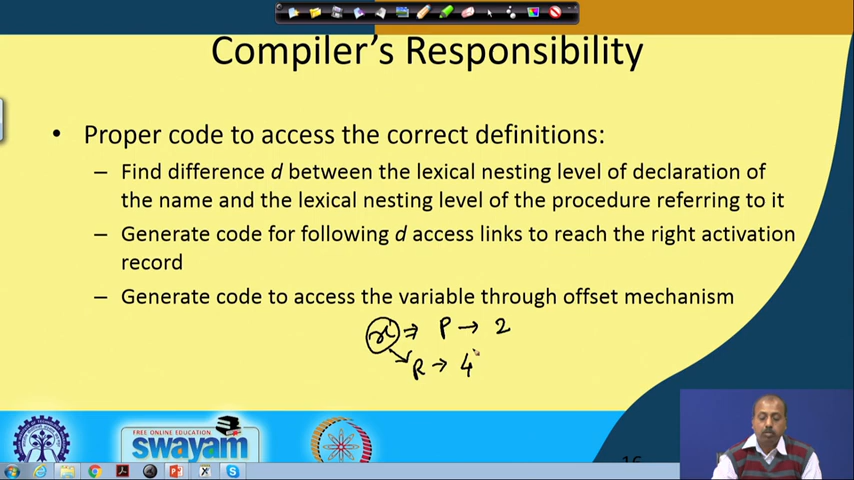 Compiler's Responsibility
• Proper code to access the correct definitions:
– Find difference d between the lexical nesting level of declaration of
the name and the lexical nesting level of the procedure referring to it
– Generate code for following d access links to reach the right activation
record
– Generate code to access the variable through offset mechanism
x ⇒ P → 2
R → 4
FREE ONLINE EDUCATION
swayam
16